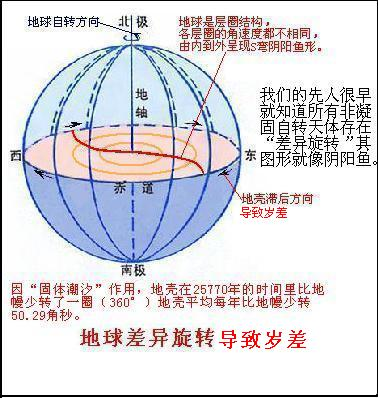 地球自转方向
北极
地球是层圈结构，
各层圈的角速度都不相同，
由内到外呈现S弯阴阳鱼形。
地轴
我们的先人很早
就知道所有非凝
固自转天体存在
“差异旋转”其
图形就像阴阳鱼。
西
东
赤道
地壳滞后方向
导致岁差
南极
因“固体潮汐”作用，地壳在25770年的时间里比地
幔少转了一圈（360°）地壳平均每年比地幔少转
50.29角秒。
地球差异旋转 导致岁差